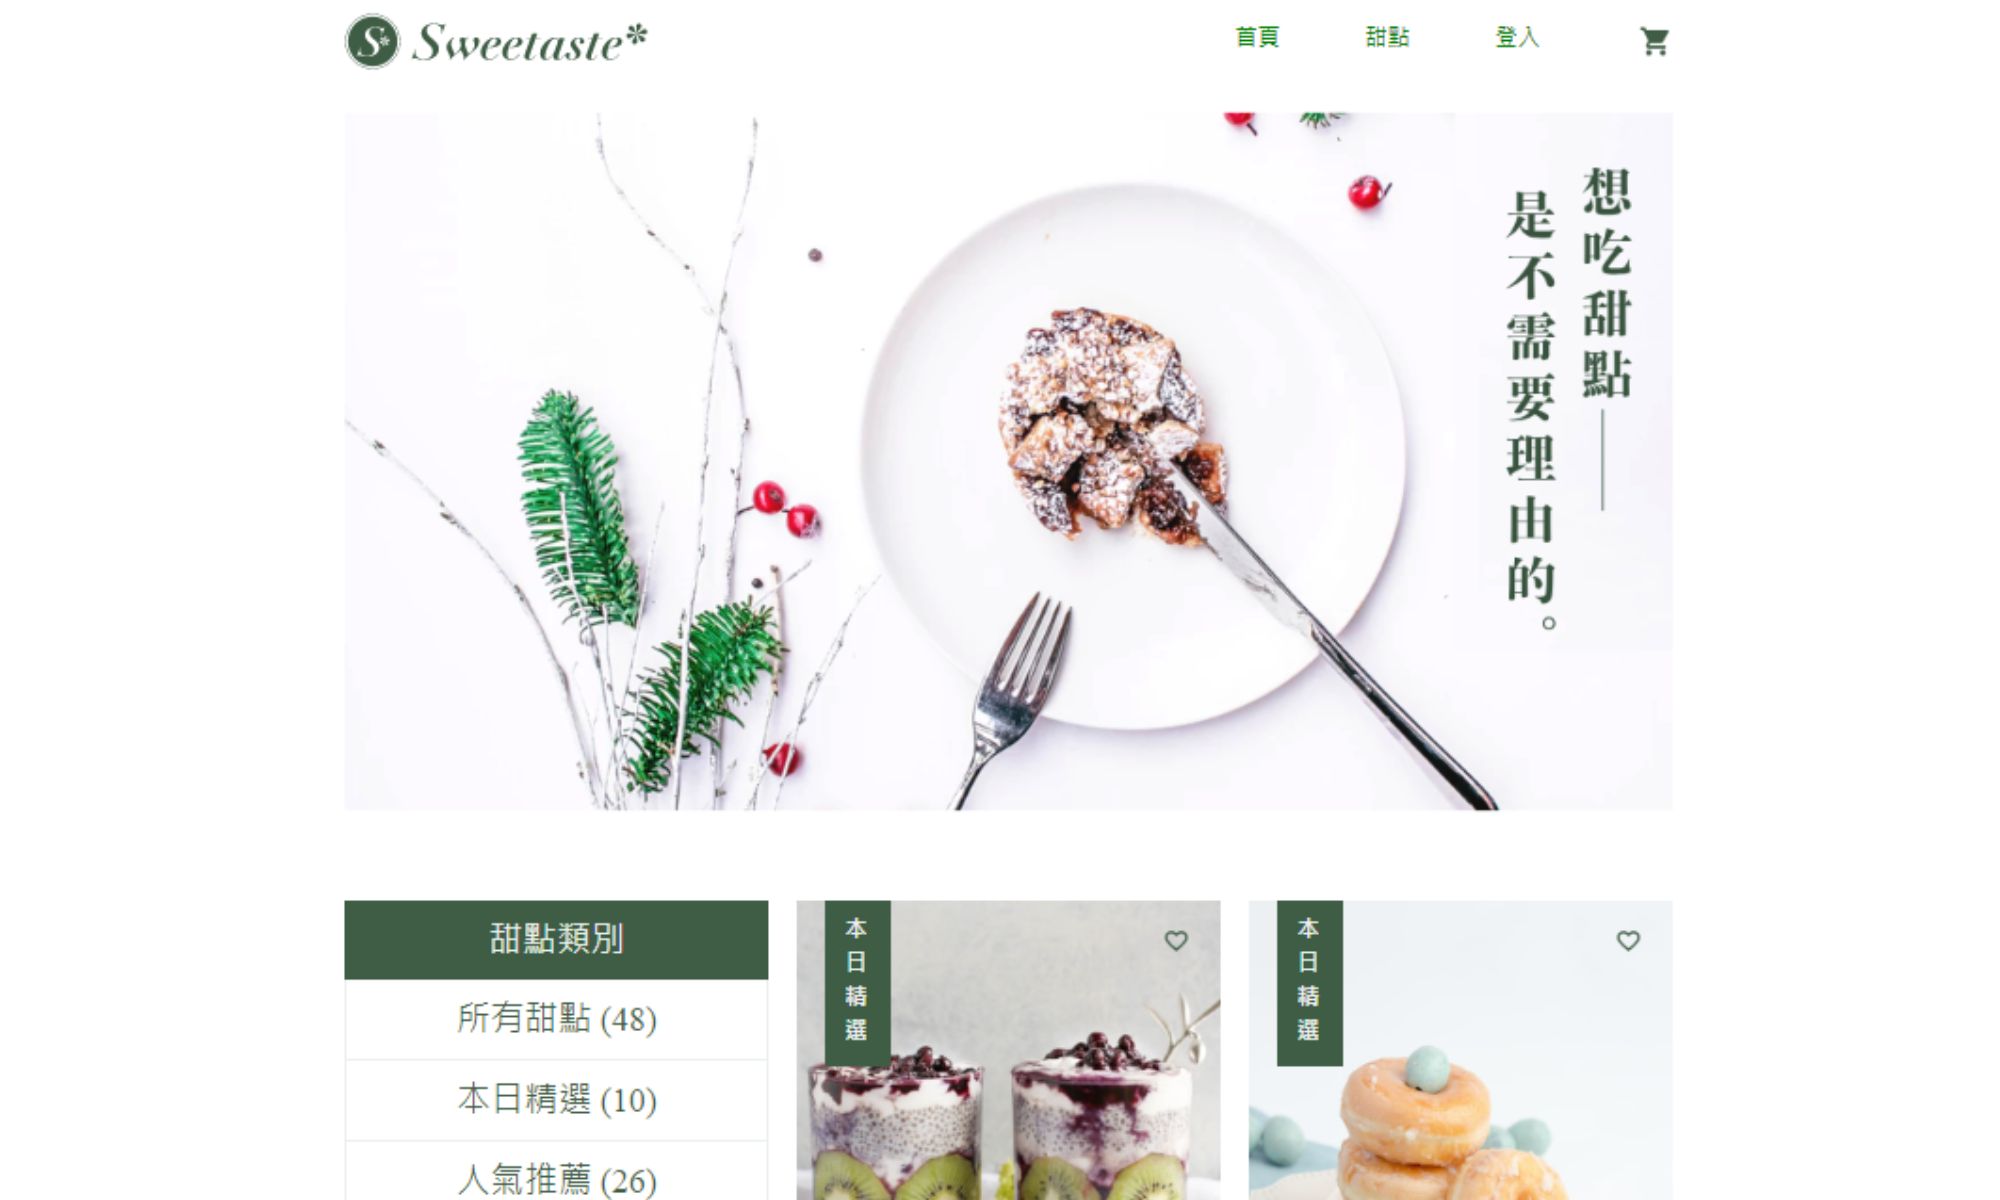 S* Sweetaste*
首頁 甜點 登入
想吃甜點——
是不需要理由的。
甜點類別
所有甜點 (48)
本日精選 (10)
人氣推薦 (26)
本日精選
本日精選